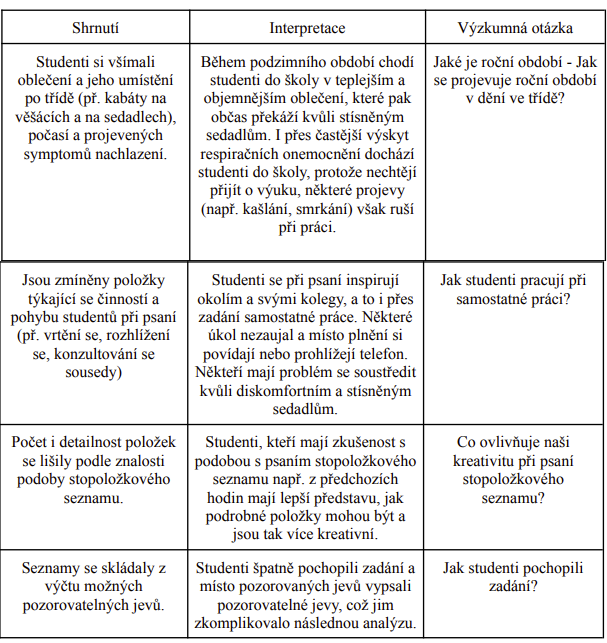 Shrnutí
Interpretace
Výzkumná otázka
Studenti si všímali
oblečení a jeho umístění
po třídě (př. kabáty na
věšácích a na sedadlech),
počasí a projevených
symptomů nachlazení.
Během podzimního období chodí
studenti do školy v teplejším a
objemnějším oblečení, které pak
občas překáží kvůli stísněným
sedadlům. I přes častější výskyt
respiračních onemocnění dochází
studenti do školy, protože nechtějí
přijít o výuku, některé projevy
(např. kašlání, smrkání) však ruší
při práci.
Jaké je roční období - Jak
se projevuje roční období
v dění ve třídě?
Jsou zmíněny položky
týkající se činností a
pohybu studentů při psaní
(př. vrtění se, rozhlížení
se, konzultování se
sousedy)
Studenti se při psaní inspirují
okolím a svými kolegy, a to i přes
zadání samostatné práce. Některé
úkol nezaujal a místo plnění si
povídají nebo prohlížejí telefon.
Někteří mají problém se soustředit
kvůli diskomfortním a stísněným
sedadlům.
Jak studenti pracují při
samostatné práci?
Počet i detailnost položek
se lišily podle znalosti
podoby stopoložkového
seznamu.
Studenti, kteří mají zkušenost s
podobou s psaním stopoložkového
seznamu např. z předchozích
hodin mají lepší představu, jak
podrobné položky mohou být a
jsou tak více kreativní.
Co ovlivňuje naši
kreativitu při psaní
stopoložkového
seznamu?
Seznamy se skládaly z
výčtu možných
pozorovatelných jevů.
Studenti špatně pochopili zadání a
místo pozorovaných jevů vypsali
pozorovatelné jevy, což jim
zkomplikovalo následnou analýzu.
Jak studenti pochopili
zadání?